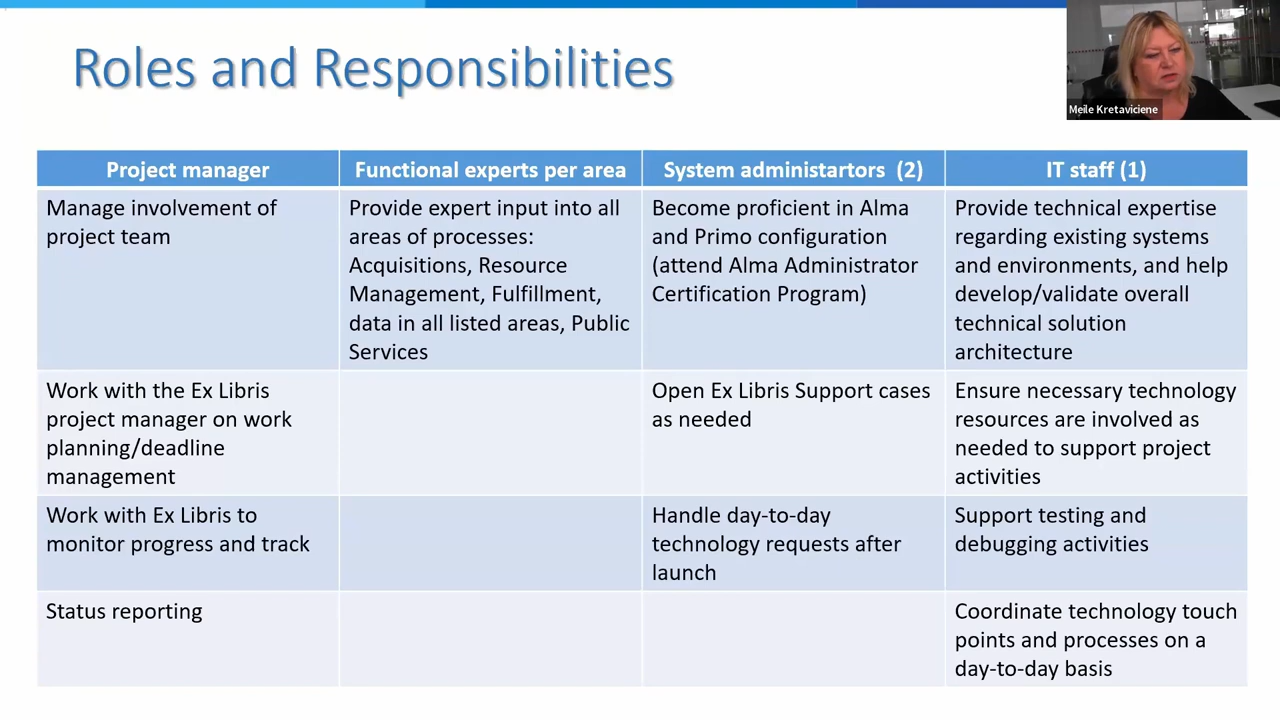 Roles and Responsibilities
Meile Kretaviciene
Project manager
Functional experts per area
System administartors (2)
IT staff (1)
Manage involvement of
project team
Provide expert input into all
areas of processes:
Acquisitions, Resource
Management, Fulfillment,
data in all listed areas, Public
Services
Become proficient in Alma
and Primo configuration
(attend Alma Administrator
Certification Program)
Provide technical expertise
regarding existing systems
and environments, and help
develop/validate overall
technical solution
architecture
Work with the Ex Libris
project manager on work
planning/deadline
management
Open Ex Libris Support cases
as needed
Ensure necessary technology
resources are involved as
needed to support project
activities
Work with Ex Libris to
monitor progress and track
Handle day-to-day
technology requests after
launch
Support testing and
debugging activities
Status reporting
Coordinate technology touch
points and processes on a
day-to-day basis